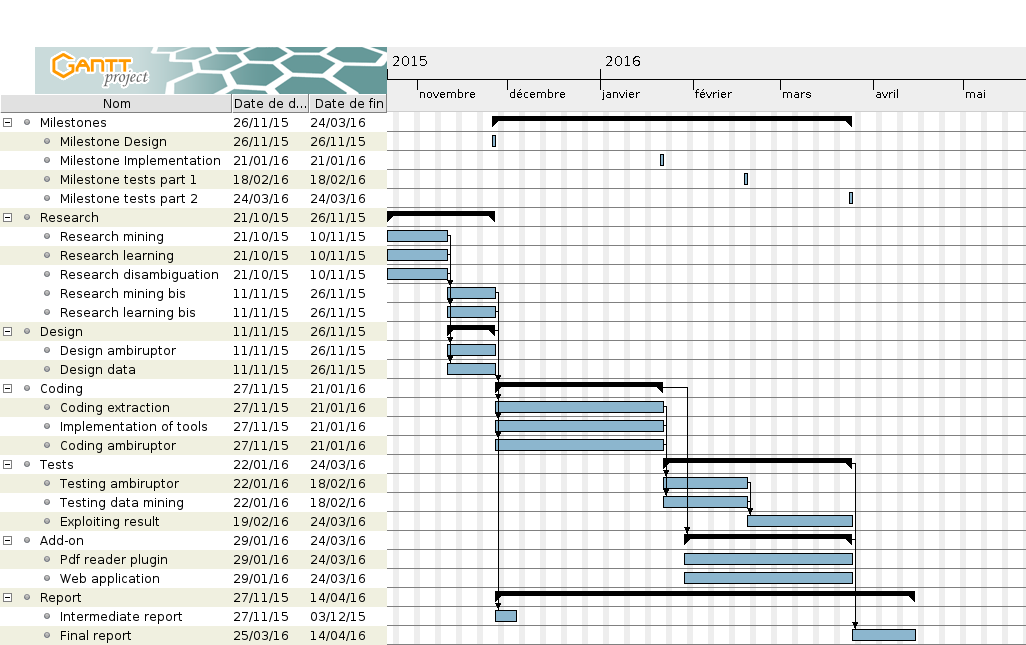 GANTT
project
2015 2016
novembre décembre janvier février mars avril mai
Nom Date de d... Date de fin
Milestones 26/11/15 24/03/16
Milestone Design 26/11/15 26/11/15
Milestone Implementation 21/01/16 21/01/16
Milestone tests part 1 18/02/16 18/02/16
Milestone tests part 2 24/03/16 24/03/16
Research 21/10/15 26/11/15
Research mining 21/10/15 10/11/15
Research learning 21/10/15 10/11/15
Research disambiguation 21/10/15 10/11/15
Research mining bis 11/11/15 26/11/15
Research learning bis 11/11/15 26/11/15
Design 11/11/15 26/11/15
Design ambiruptor 11/11/15 26/11/15
Design data 11/11/15 26/11/15
Coding 27/11/15 21/01/16
Coding extraction 27/11/15 21/01/16
Implementation of tools 27/11/15 21/01/16
Coding ambiruptor 27/11/15 21/01/16
Tests 22/01/16 24/03/16
Testing ambiruptor 22/01/16 18/02/16
Testing data mining 22/01/16 18/02/16
Exploiting result 19/02/16 24/03/16
Add-on 29/01/16 24/03/16
Pdf reader plugin 29/01/16 24/03/16
Web application 29/01/16 24/03/16
Report 27/11/15 14/04/16
Intermediate report 27/11/15 03/12/15
Final report 25/03/16 14/04/16